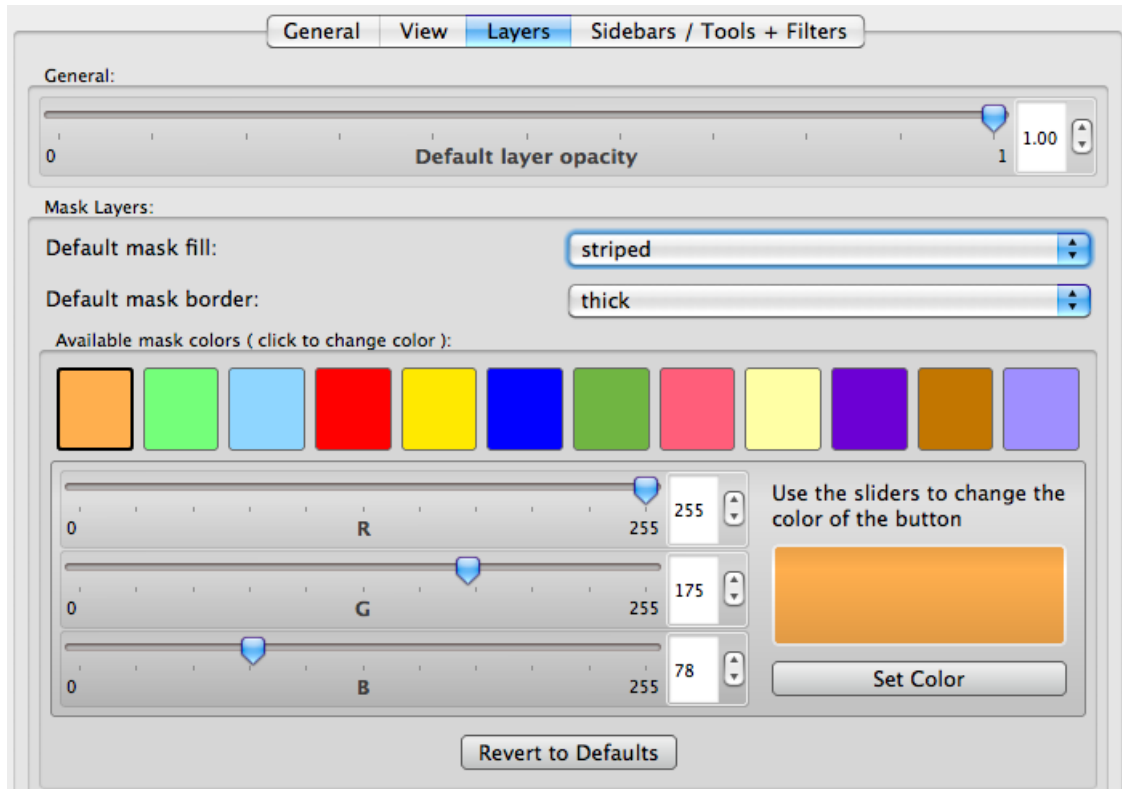 General View Layers Sidebars / Tools + Filters
General:
0 Default layer opacity 1 1.00
Mask Layers:
Default mask fill: striped
Default mask border: thick
Available mask colors ( click to change color ):
0 R 255 255
Use the sliders to change the
color of the button
0 G 255 175
0 B 255 78
Set Color
Revert to Defaults